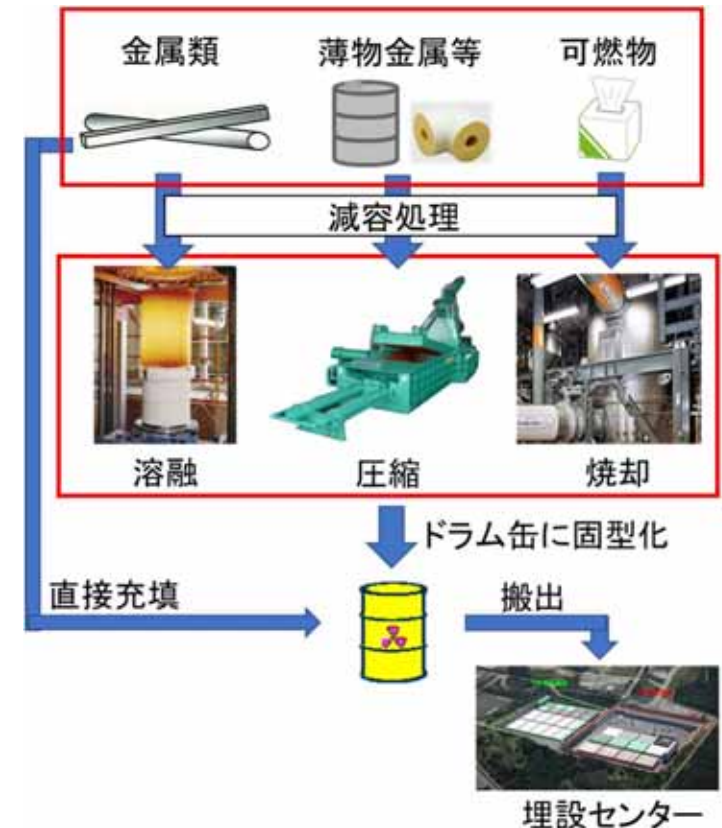 金属類
薄物金属等
可燃物
減容処理
溶融
圧縮
焼却
ドラム缶に固型化
直接充填
搬出
埋設センター